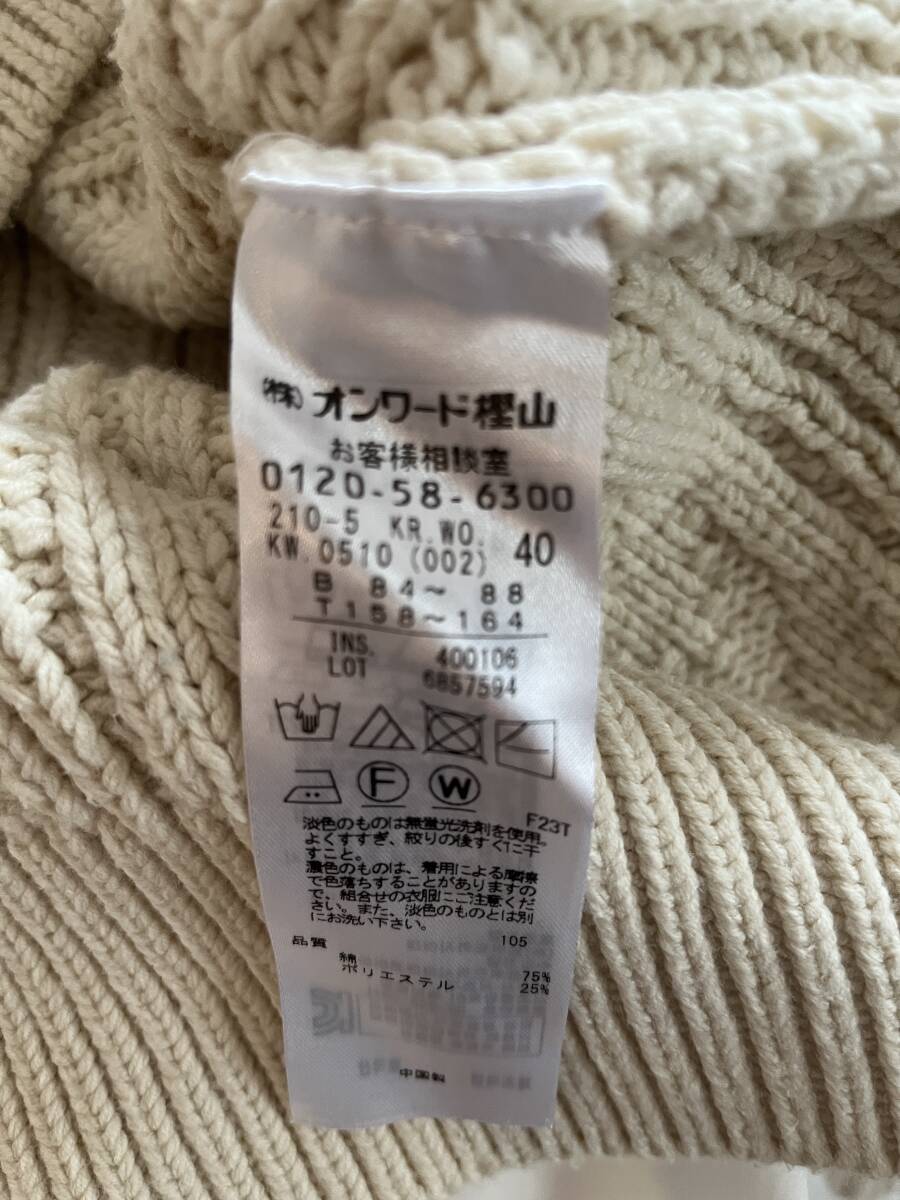 (株)オンワード樫山
お客様相談室
0120-58-6300
210-5 KR.WO. 40
KW.0510 (002)
B 84～ 88
T158～164
INS. 400106
LOT 6857594
F W
F23T
淡色のものは無蛍光洗剤を使用。
よくすすぎ、絞りの後すぐに干
すこと。
濃色のものは、着用による摩擦
で色落ちすることがありますの
で、組合せの衣服にご注意くだ
さい。また、淡色のものとは別
にお洗い下さい。
品質 105
綿 75%
ポリエステル 25%
中国製